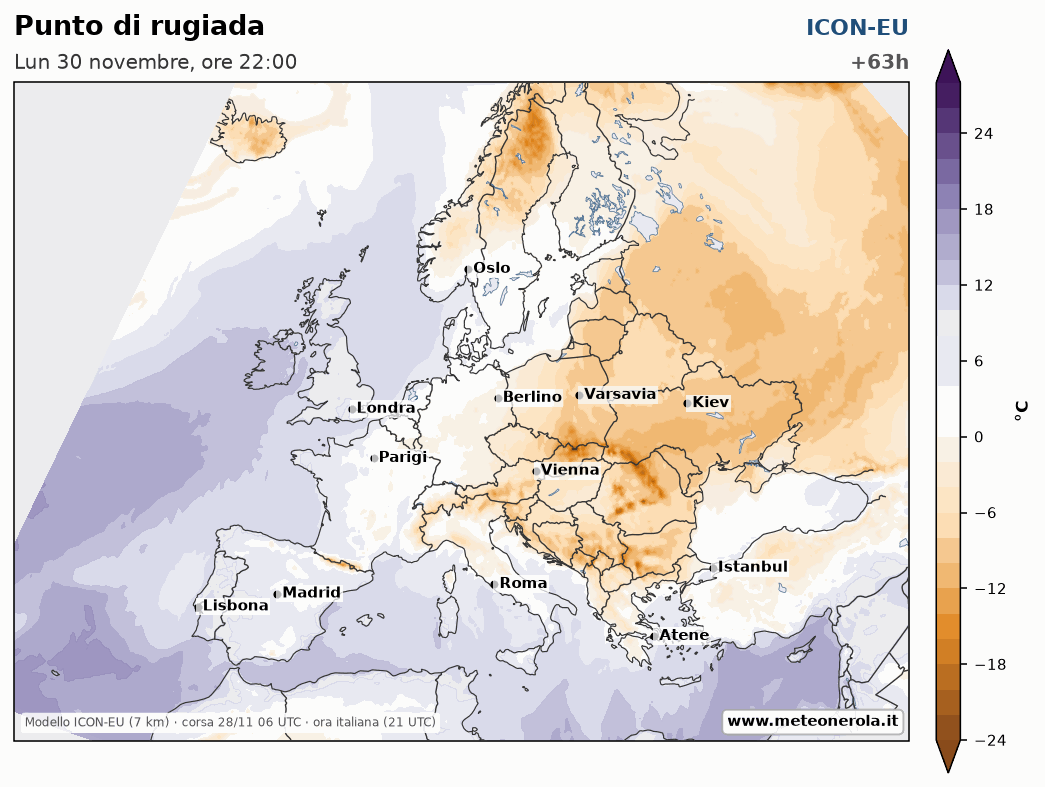 Punto di rugiada
ICON-EU
Lun 30 novembre, ore 22:00
+63h
Oslo
Berlino
Varsavia
Kiev
Londra
Parigi
Vienna
Istanbul
Roma
Madrid
Lisbona
Atene
Modello ICON-EU (7 km) · corsa 28/11 06 UTC · ora italiana (21 UTC)
www.meteonerola.it
24
18
12
6
0
−6
−12
−18
−24
°C